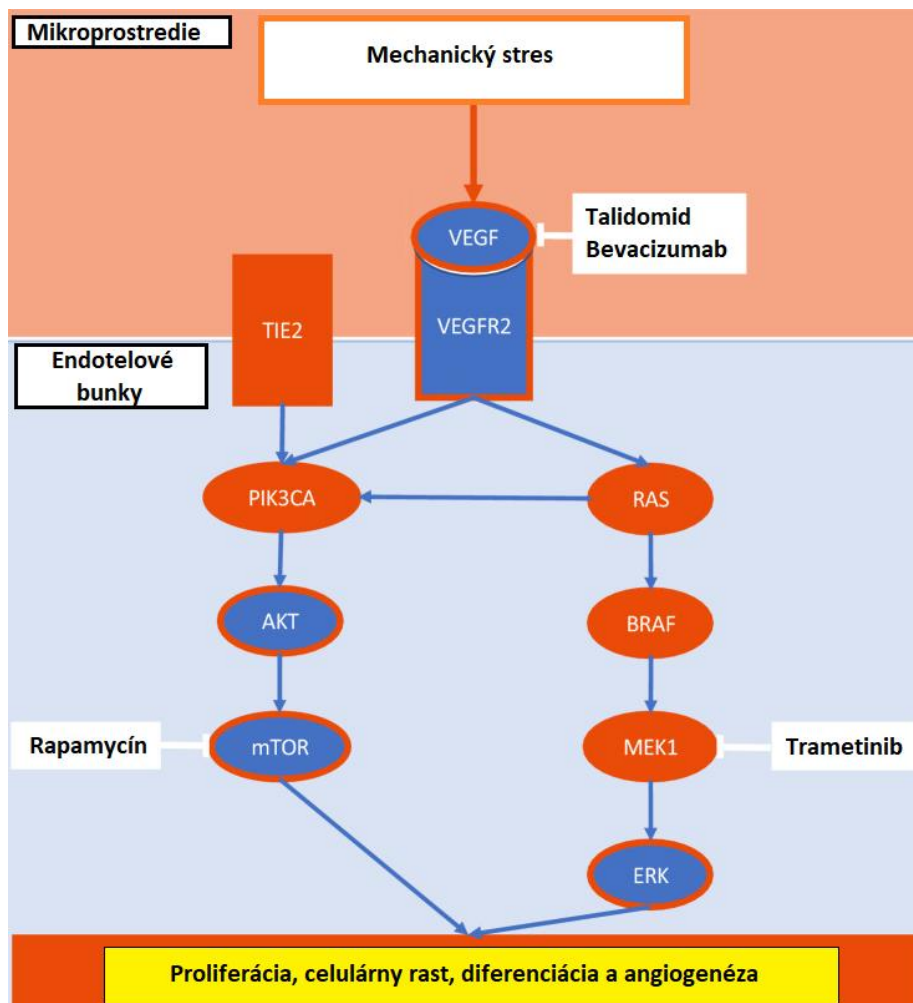 Mikroprostredie
Mechanický stres
VEGF
Talidomid
Bevacizumab
TIE2
VEGFR2
Endotelové
bunky
PIK3CA
RAS
AKT
BRAF
Rapamycín
mTOR
MEK1
Trametinib
ERK
Proliferácia, celulárny rast, diferenciácia a angiogenéza